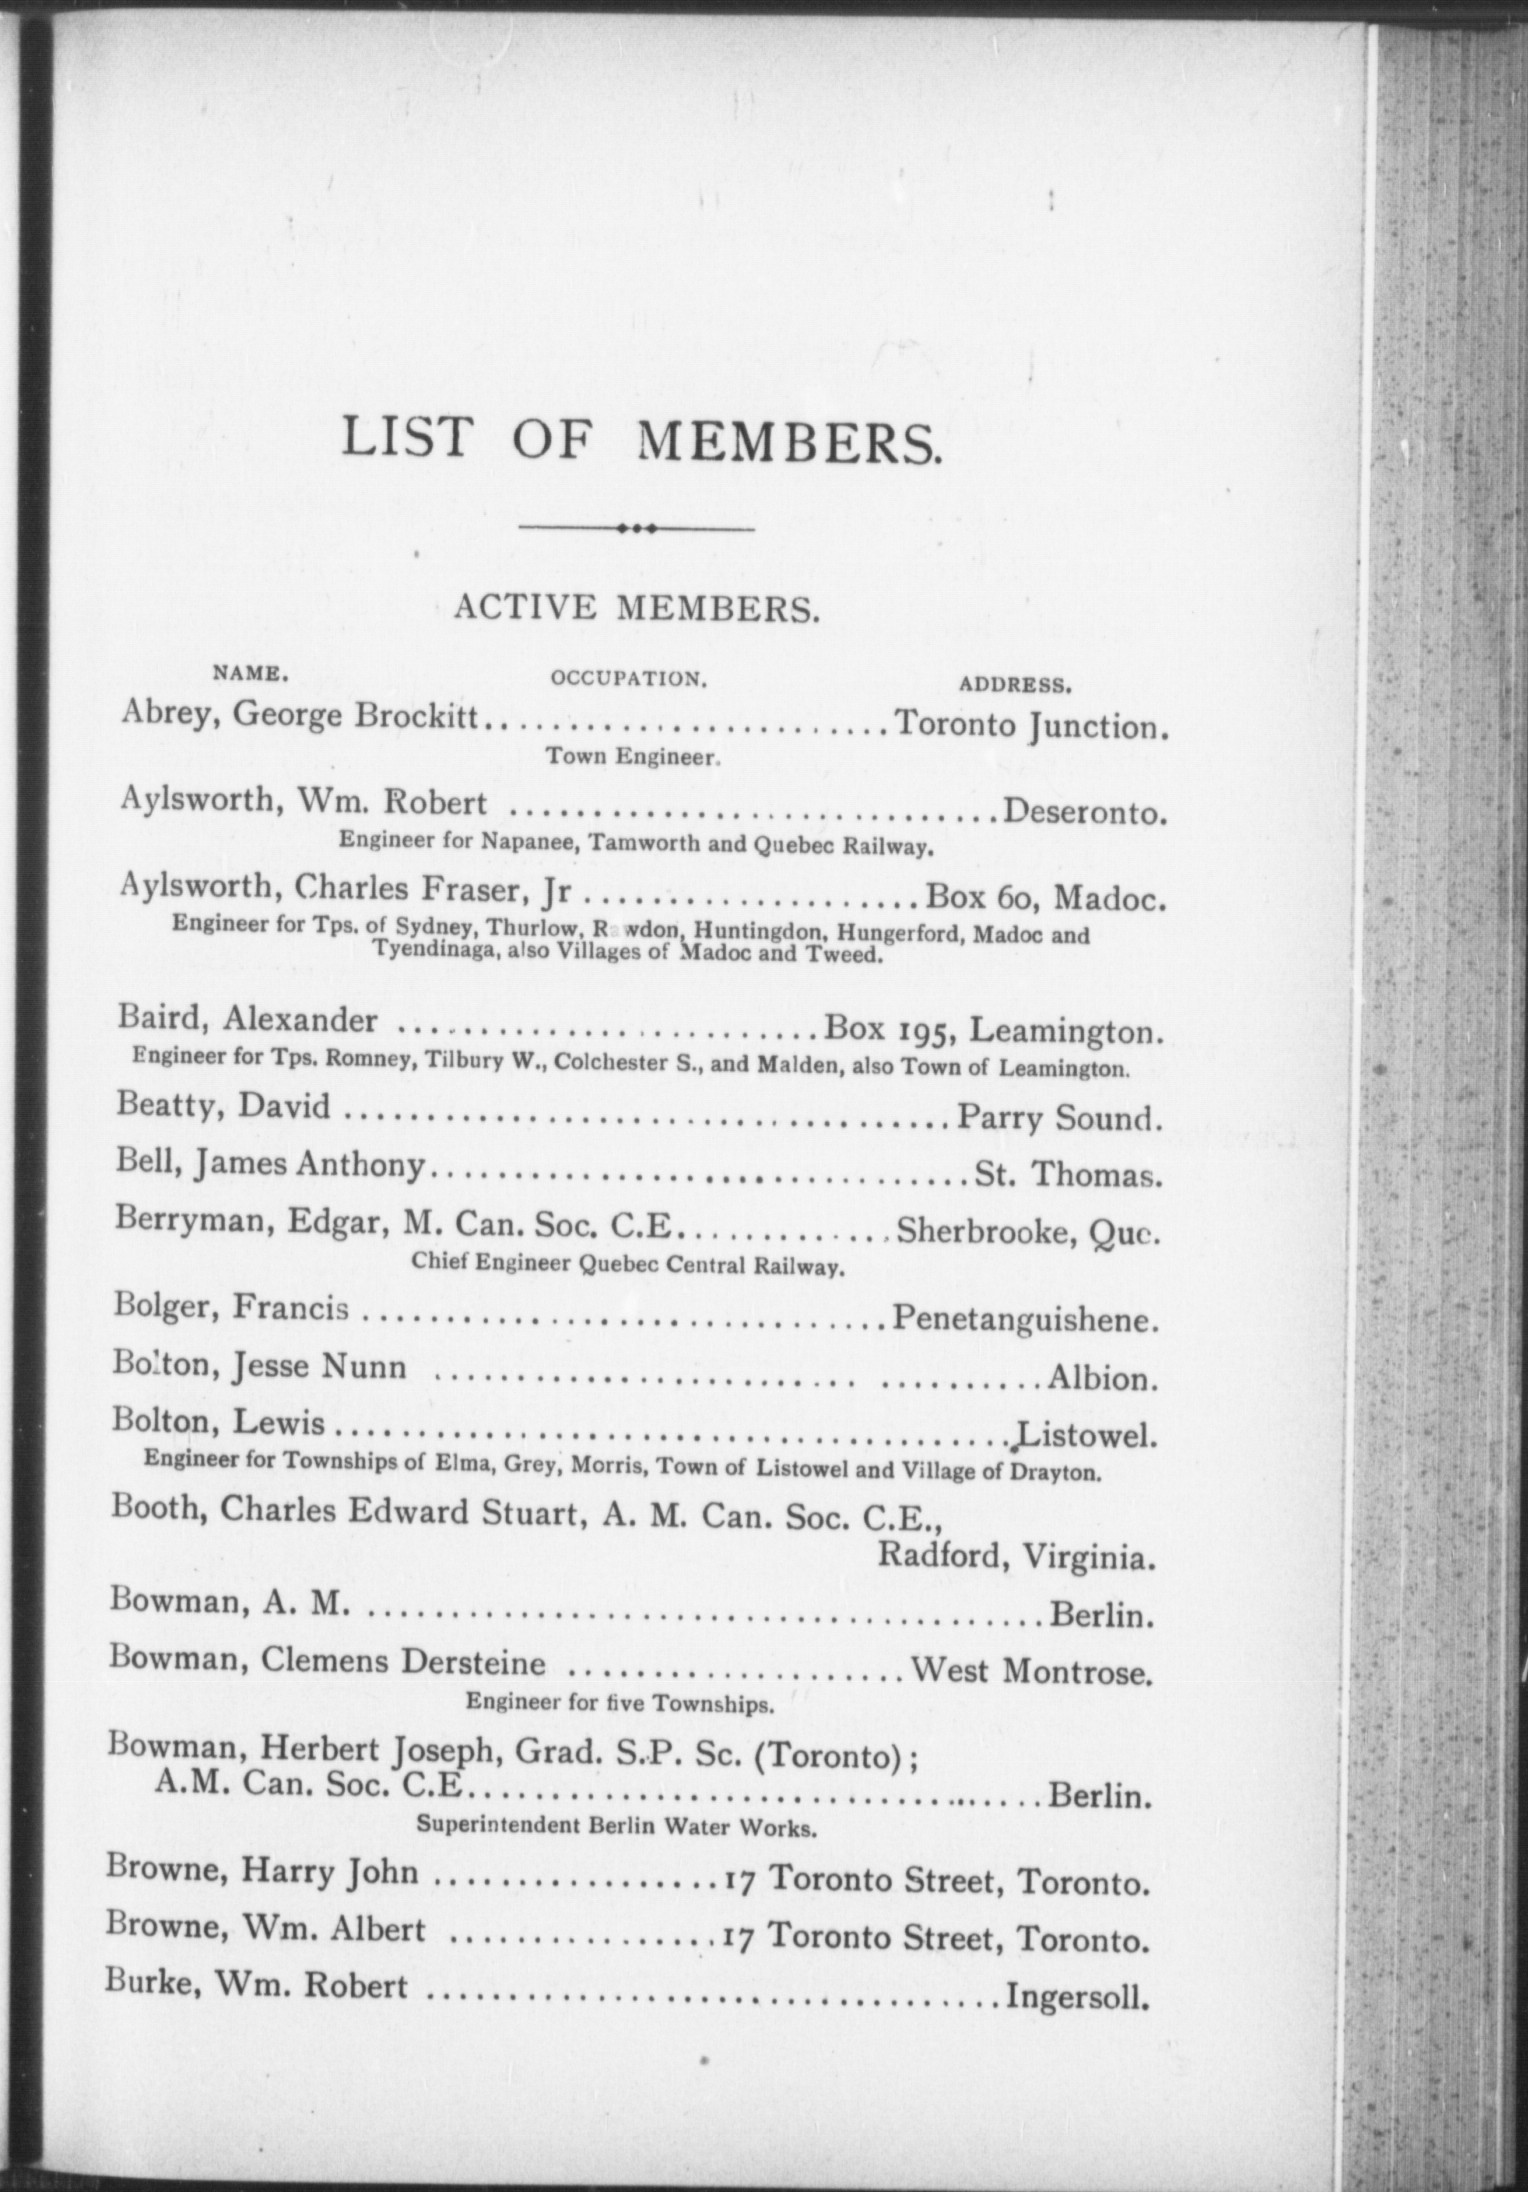 LIST OF MEMBERS.
ACTIVE MEMBERS.
NAME. OCCUPATION. ADDRESS.
Abrey, George Brockitt........................Toronto Junction.
Town Engineer.
Aylsworth, Wm. Robert ..............................Deseronto.
Engineer for Napanee, Tamworth and Quebec Railway.
Aylsworth, Charles Fraser, Jr ....................Box 60, Madoc.
Engineer for Tps. of Sydney, Thurlow, Rawdon, Huntingdon, Hungerford, Madoc and
Tyendinaga, also Villages of Madoc and Tweed.
Baird, Alexander .........................Box 195, Leamington.
Engineer for Tps. Romney, Tilbury W., Colchester S., and Malden, also Town of Leamington.
Beatty, David .....................................Parry Sound.
Bell, James Anthony.................................St. Thomas.
Berryman, Edgar, M. Can. Soc. C.E.............Sherbrooke, Que.
Chief Engineer Quebec Central Railway.
Bolger, Francis ................................Penetanguishene.
Bolton, Jesse Nunn .......................... ..........Albion.
Bolton, Lewis.........................................Listowel.
Engineer for Townships of Elma, Grey, Morris, Town of Listowel and Village of Drayton.
Booth, Charles Edward Stuart, A. M. Can. Soc. C.E.,
Radford, Virginia.
Bowman, A. M. .........................................Berlin.
Bowman, Clemens Dersteine ....................West Montrose.
Engineer for five Townships.
Bowman, Herbert Joseph, Grad. S.P. Sc. (Toronto);
A.M. Can. Soc. C.E...................................Berlin.
Superintendent Berlin Water Works.
Browne, Harry John .................17 Toronto Street, Toronto.
Browne, Wm. Albert ................17 Toronto Street, Toronto.
Burke, Wm. Robert ...................................Ingersoll.